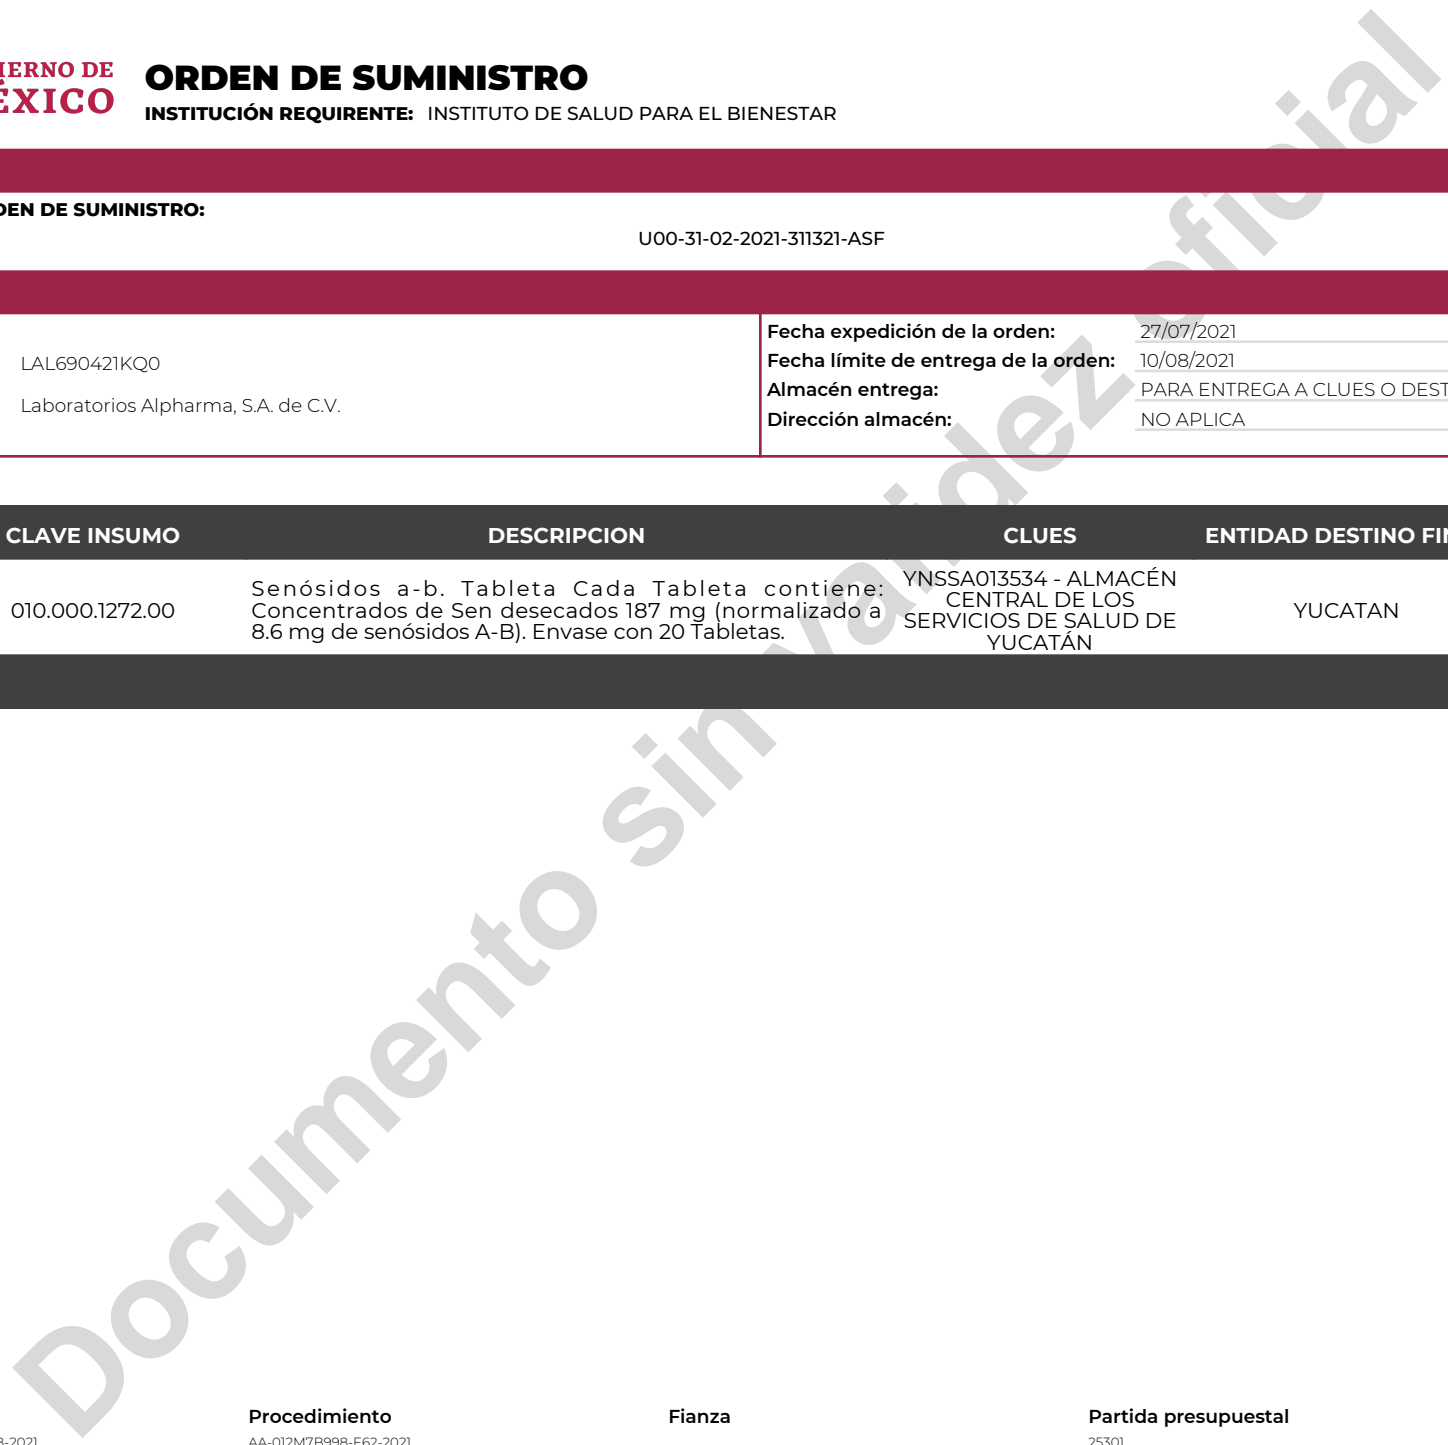 IERNO DE
ÉXICO
ORDEN DE SUMINISTRO
INSTITUCIÓN REQUIRENTE: INSTITUTO DE SALUD PARA EL BIENESTAR
DEN DE SUMINISTRO:
U00-31-02-2021-311321-ASF
LAL690421KQ0
Laboratorios Alpharma, S.A. de C.V.
Fecha expedición de la orden: 27/07/2021
Fecha límite de entrega de la orden: 10/08/2021
Almacén entrega: PARA ENTREGA A CLUES O DEST
Dirección almacén: NO APLICA
CLAVE INSUMO DESCRIPCION CLUES ENTIDAD DESTINO FIN
010.000.1272.00
Senósidos a-b. Tableta Cada Tableta contiene:
Concentrados de Sen desecados 187 mg (normalizado a
8.6 mg de senósidos A-B). Envase con 20 Tabletas.
YNSSA013534 - ALMACÉN
CENTRAL DE LOS
SERVICIOS DE SALUD DE
YUCATÁN
YUCATAN
Documento sin validez oficial
Procedimiento Fianza Partida presupuestal
-2021 AA-012M7B998-E62-2021 25301